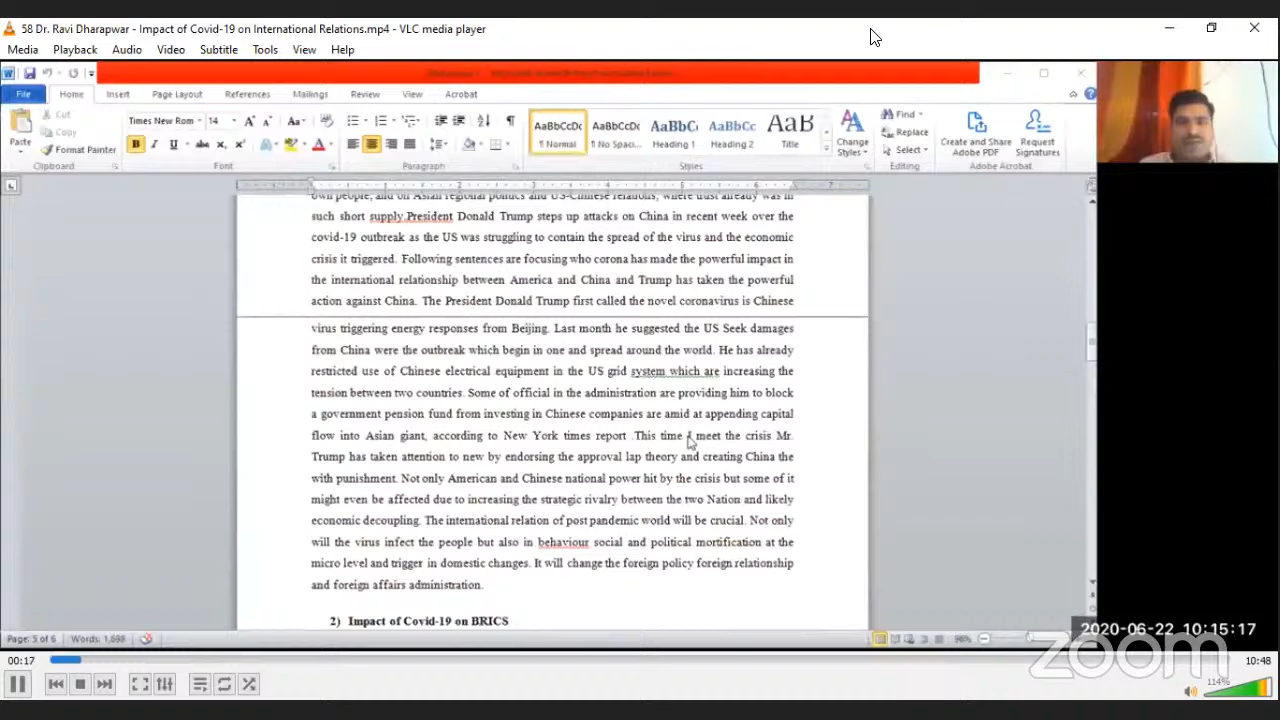 58 Dr. Ravi Dharapwar - Impact of Covid-19 on International Relations.mp4 - VLC media player
Media Playback Audio Video Subtitle Tools View Help
File Home Insert Page Layout References Mailings Review View Acrobat
Cut
Copy
Format Painter
Paste
Clipboard
Times New Rom 14
Font
Paragraph
AaBbCcDc AaBbCcDc AaBbC AaBbCc AaB
¶ Normal ¶ No Spaci... Heading 1 Heading 2 Title
Change Styles
Styles
Find
Replace
Select
Editing
Create and Share Adobe PDF
Request Signatures
Adobe Acrobat
own people, and on Asian regional politics and US-Chinese relations, where trust already was in
such short supply.President Donald Trump steps up attacks on China in recent week over the
covid-19 outbreak as the US was struggling to contain the spread of the virus and the economic
crisis it triggered. Following sentences are focusing who corona has made the powerful impact in
the international relationship between America and China and Trump has taken the powerful
action against China. The President Donald Trump first called the novel coronavirus is Chinese
virus triggering energy responses from Beijing. Last month he suggested the US Seek damages
from China were the outbreak which begin in one and spread around the world. He has already
restricted use of Chinese electrical equipment in the US grid system which are increasing the
tension between two countries. Some of official in the administration are providing him to block
a government pension fund from investing in Chinese companies are amid at appending capital
flow into Asian giant, according to New York times report .This time I meet the crisis Mr.
Trump has taken attention to new by endorsing the approval lap theory and creating China the
with punishment. Not only American and Chinese national power hit by the crisis but some of it
might even be affected due to increasing the strategic rivalry between the two Nation and likely
economic decoupling. The international relation of post pandemic world will be crucial. Not only
will the virus infect the people but also in behaviour social and political mortification at the
micro level and trigger in domestic changes. It will change the foreign policy foreign relationship
and foreign affairs administration.
2) Impact of Covid-19 on BRICS
Page: 5 of 6 Words: 1,698
98%
2020-06-22 10:15:17
zoom
00:17
10:48
114%